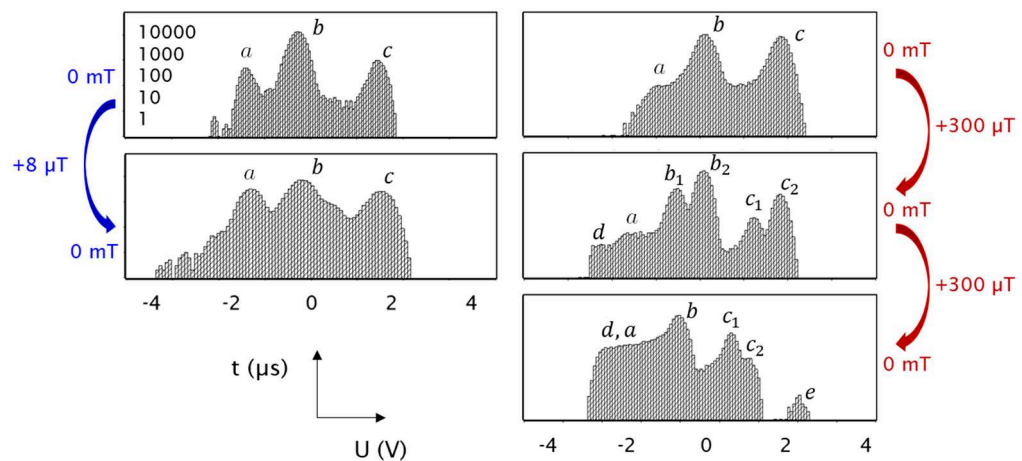 10000
1000
100
10
1
a
b
c
0 mT
+8 µT
0 mT
a
b
c
-4 -2 0 2 4
t (µs)
U (V)
a
b
c
0 mT
+300 µT
0 mT
d
a
b₁
b₂
c₁
c₂
+300 µT
0 mT
d, a
b
c₁
c₂
e
-4 -2 0 2 4